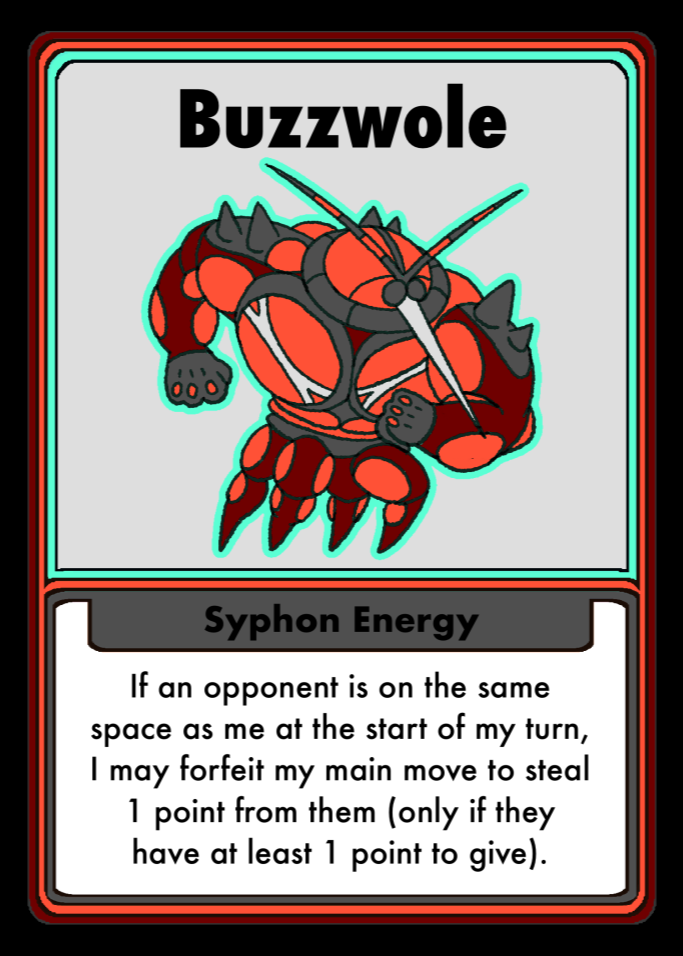 Buzzwole
Syphon Energy
If an opponent is on the same
space as me at the start of my turn,
I may forfeit my main move to steal
1 point from them (only if they
have at least 1 point to give).